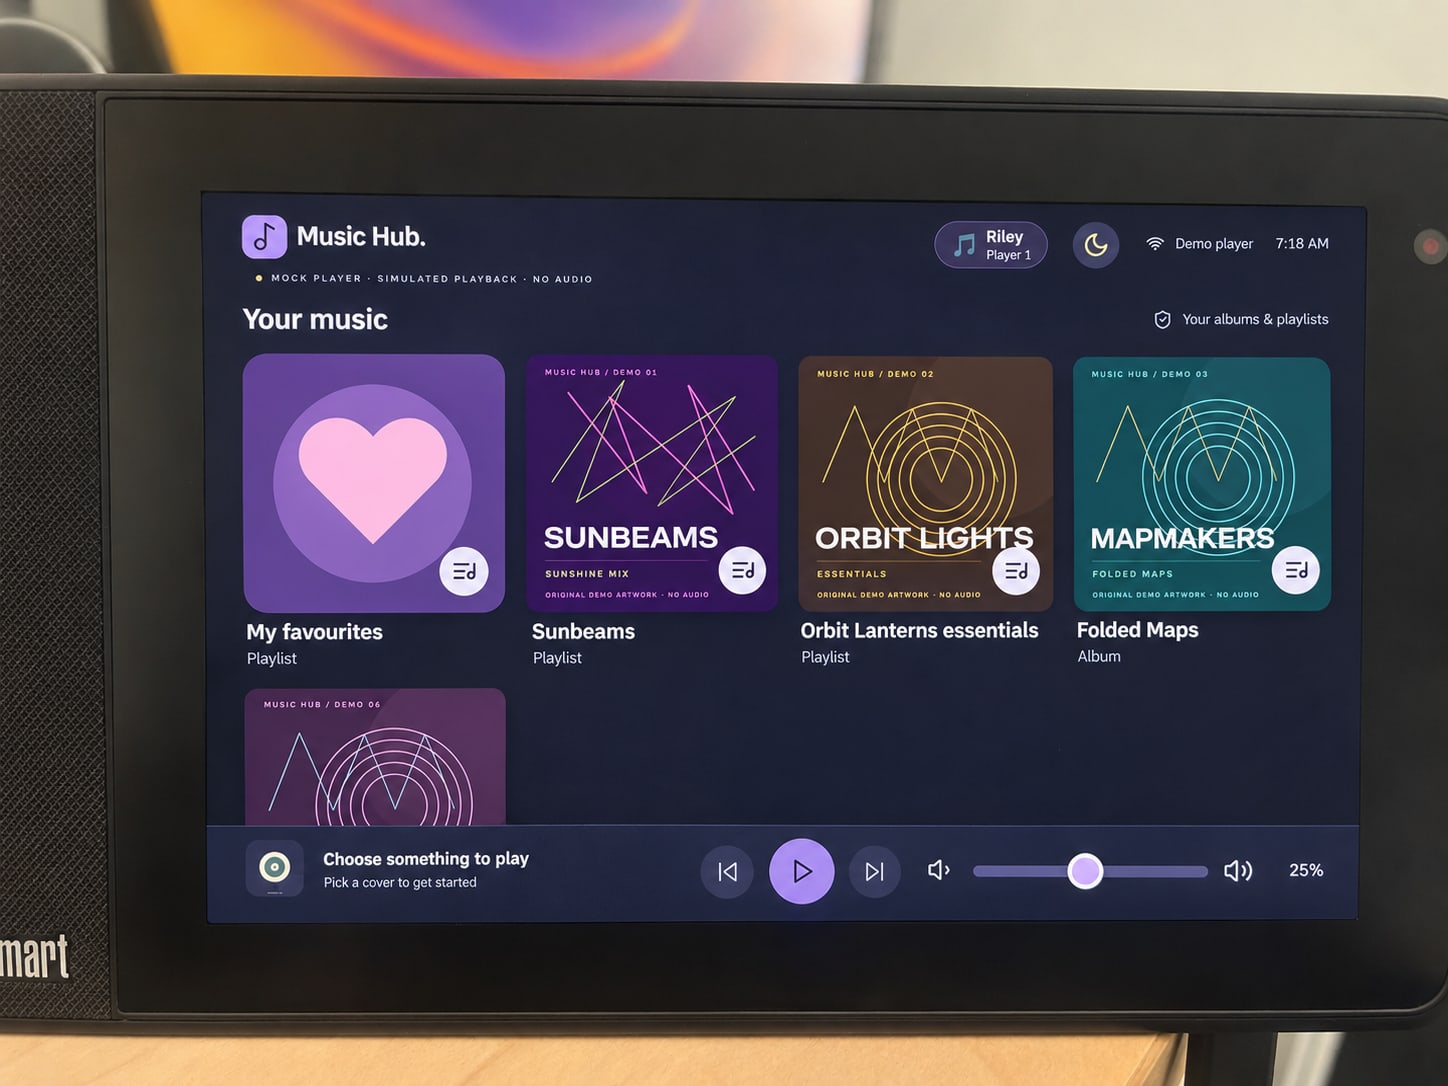 Music Hub.
Riley
Player 1
Demo player
7:18 AM
MOCK PLAYER · SIMULATED PLAYBACK · NO AUDIO
Your music
Your albums & playlists
My favourites
Playlist
MUSIC HUB / DEMO 01
SUNBEAMS
SUNSHINE MIX
ORIGINAL DEMO ARTWORK · NO AUDIO
Sunbeams
Playlist
MUSIC HUB / DEMO 02
ORBIT LIGHTS
ESSENTIALS
ORIGINAL DEMO ARTWORK · NO AUDIO
Orbit Lanterns essentials
Playlist
MUSIC HUB / DEMO 03
MAPMAKERS
FOLDED MAPS
ORIGINAL DEMO ARTWORK · NO AUDIO
Folded Maps
Album
MUSIC HUB / DEMO 06
Choose something to play
Pick a cover to get started
25%
mart